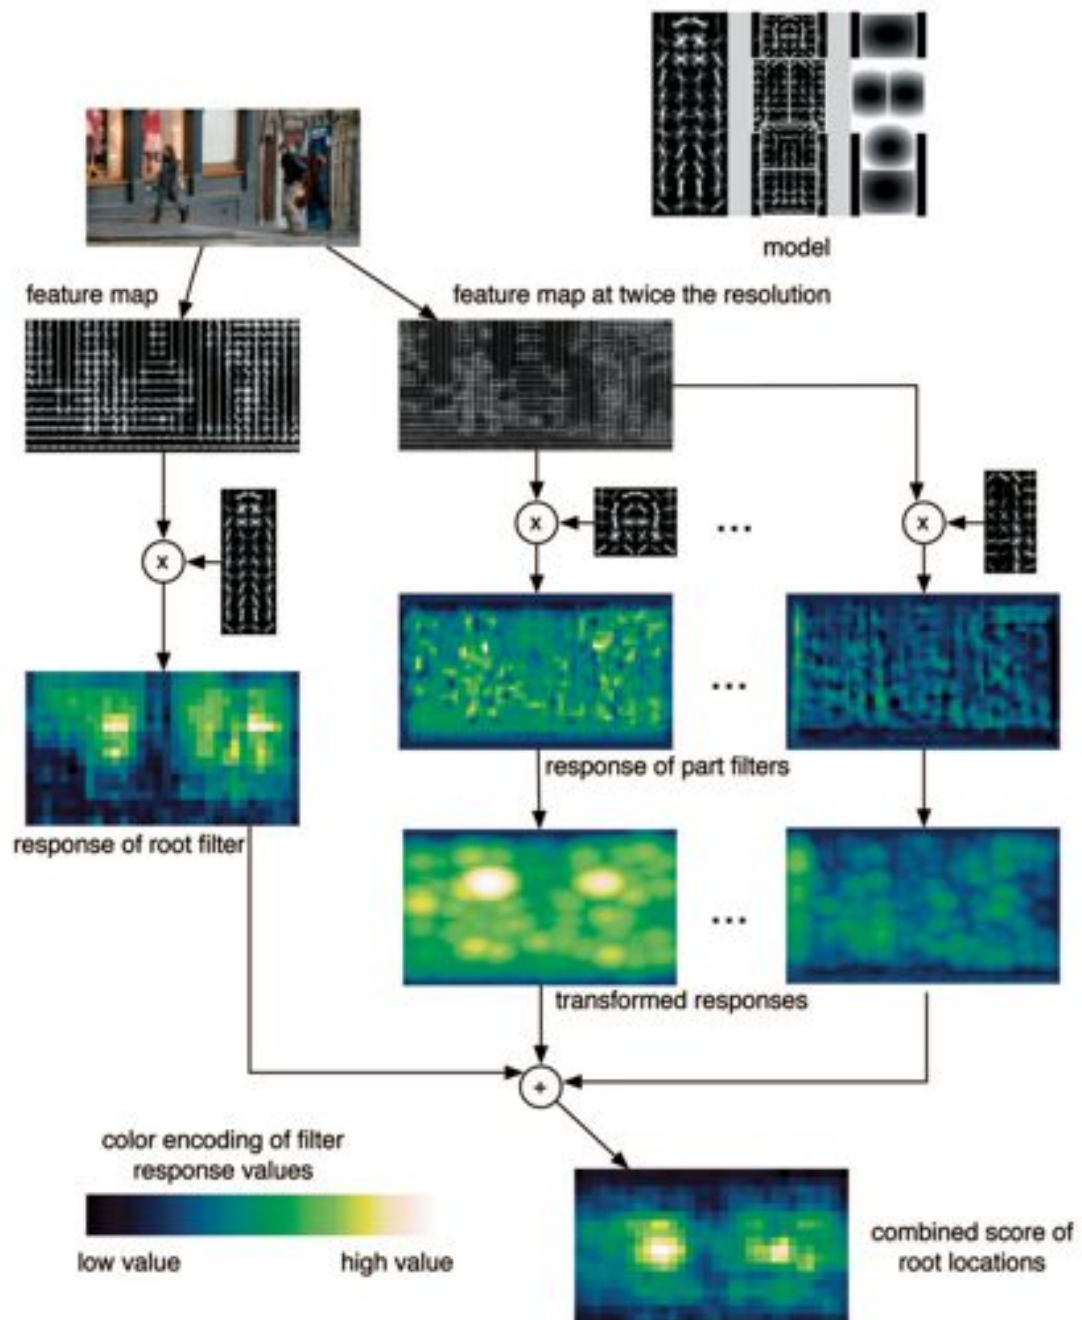 model
feature map
feature map at twice the resolution
x
x
...
x
...
response of part filters
response of root filter
...
transformed responses
+
color encoding of filter
response values
low value
high value
combined score of
root locations